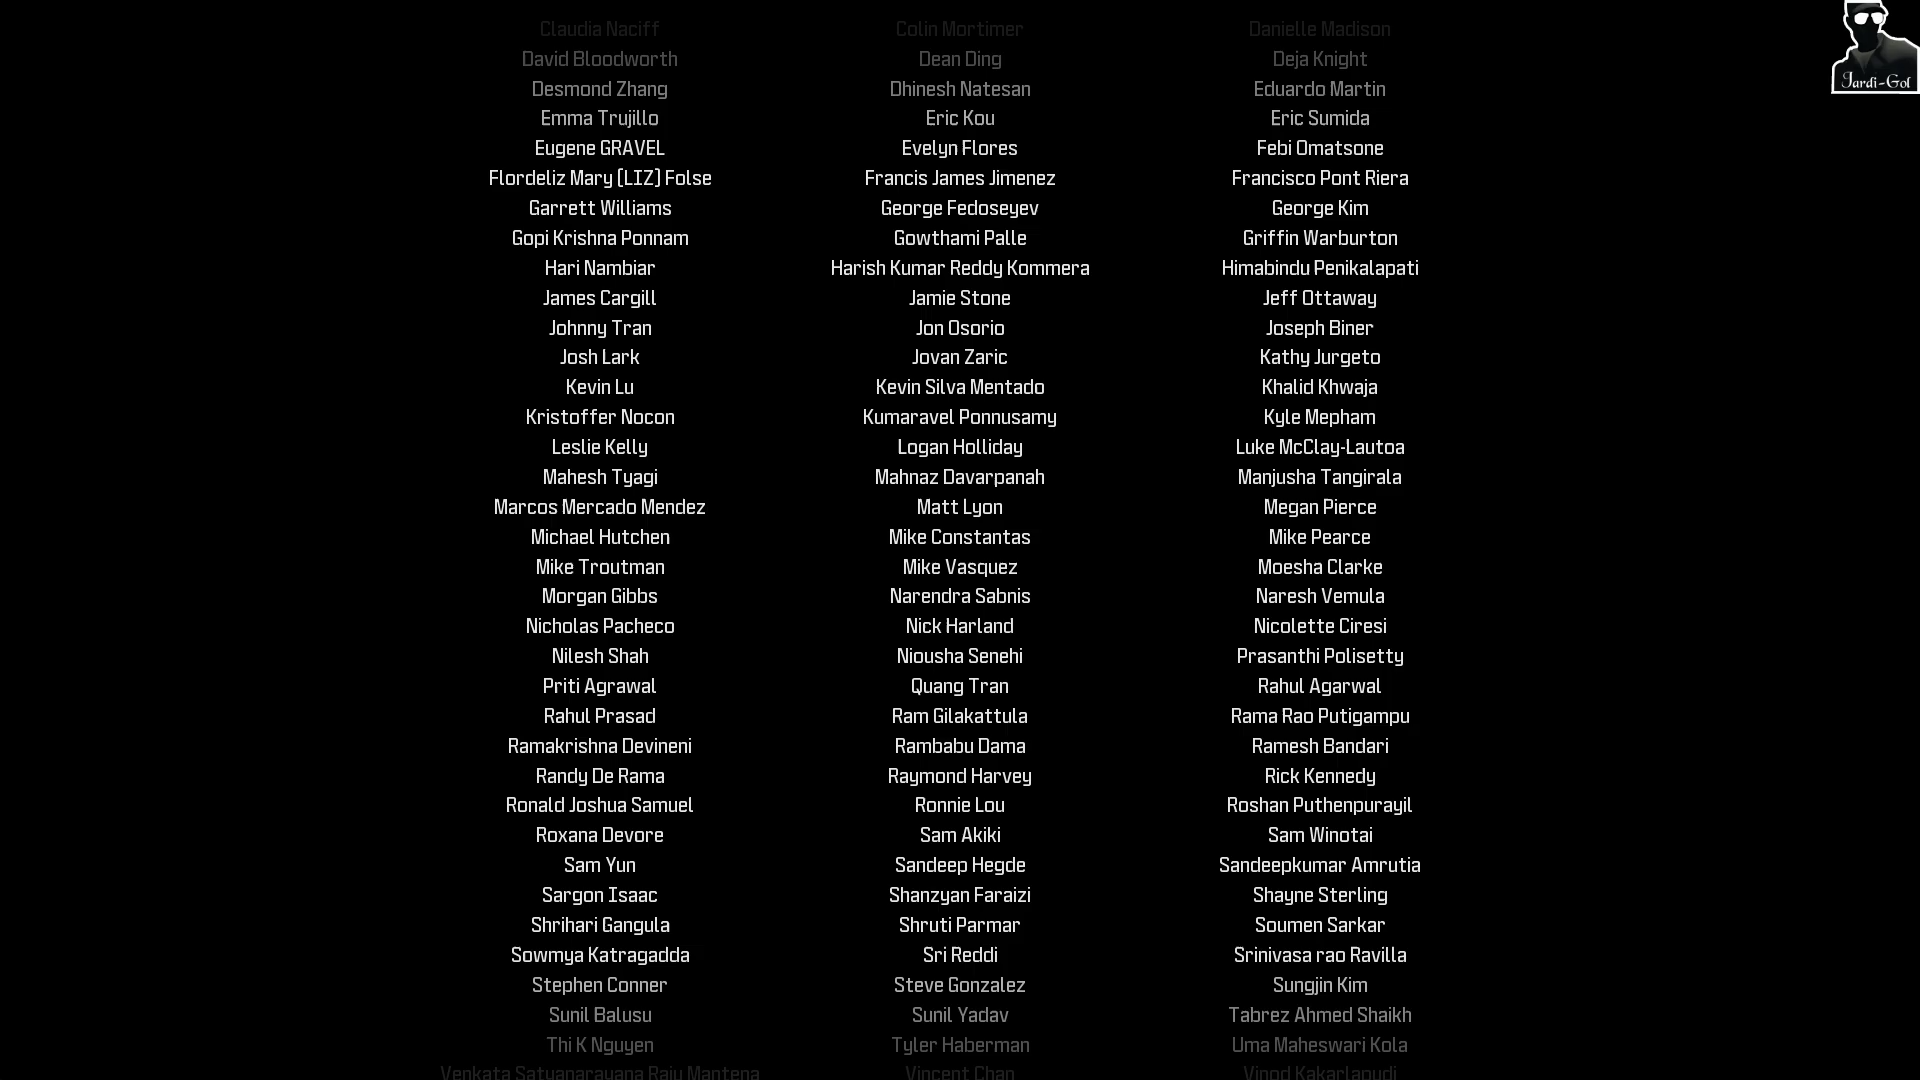 Claudia Naciff Colin Mortimer Danielle Madison
David Bloodworth Dean Ding Deja Knight
Desmond Zhang Dhinesh Natesan Eduardo Martin
Emma Trujillo Eric Kou Eric Sumida
Eugene GRAVEL Evelyn Flores Febi Omatsone
Flordeliz Mary (LIZ) Folse Francis James Jimenez Francisco Pont Riera
Garrett Williams George Fedoseyev George Kim
Gopi Krishna Ponnam Gowthami Palle Griffin Warburton
Hari Nambiar Harish Kumar Reddy Kommera Himabindu Penikalapati
James Cargill Jamie Stone Jeff Ottaway
Johnny Tran Jon Osorio Joseph Biner
Josh Lark Jovan Zaric Kathy Jurgeto
Kevin Lu Kevin Silva Mentado Khalid Khwaja
Kristoffer Nocon Kumaravel Ponnusamy Kyle Mepham
Leslie Kelly Logan Holliday Luke McClay-Lautoa
Mahesh Tyagi Mahnaz Davarpanah Manjusha Tangirala
Marcos Mercado Mendez Matt Lyon Megan Pierce
Michael Hutchen Mike Constantas Mike Pearce
Mike Troutman Mike Vasquez Moesha Clarke
Morgan Gibbs Narendra Sabnis Naresh Vemula
Nicholas Pacheco Nick Harland Nicolette Ciresi
Nilesh Shah Niousha Senehi Prasanthi Polisetty
Priti Agrawal Quang Tran Rahul Agarwal
Rahul Prasad Ram Gilakattula Rama Rao Putigampu
Ramakrishna Devineni Rambabu Dama Ramesh Bandari
Randy De Rama Raymond Harvey Rick Kennedy
Ronald Joshua Samuel Ronnie Lou Roshan Puthenpurayil
Roxana Devore Sam Akiki Sam Winotai
Sam Yun Sandeep Hegde Sandeepkumar Amrutia
Sargon Isaac Shanzyan Faraizi Shayne Sterling
Shrihari Gangula Shruti Parmar Soumen Sarkar
Sowmya Katragadda Sri Reddi Srinivasa rao Ravilla
Stephen Conner Steve Gonzalez Sungjin Kim
Sunil Balusu Sunil Yadav Tabrez Ahmed Shaikh
Thi K Nguyen Tyler Haberman Uma Maheswari Kola
Venkata Satyanarayana Raju Mantena Vincent Chan Vinod Kakarlapudi
Jardi-Gol